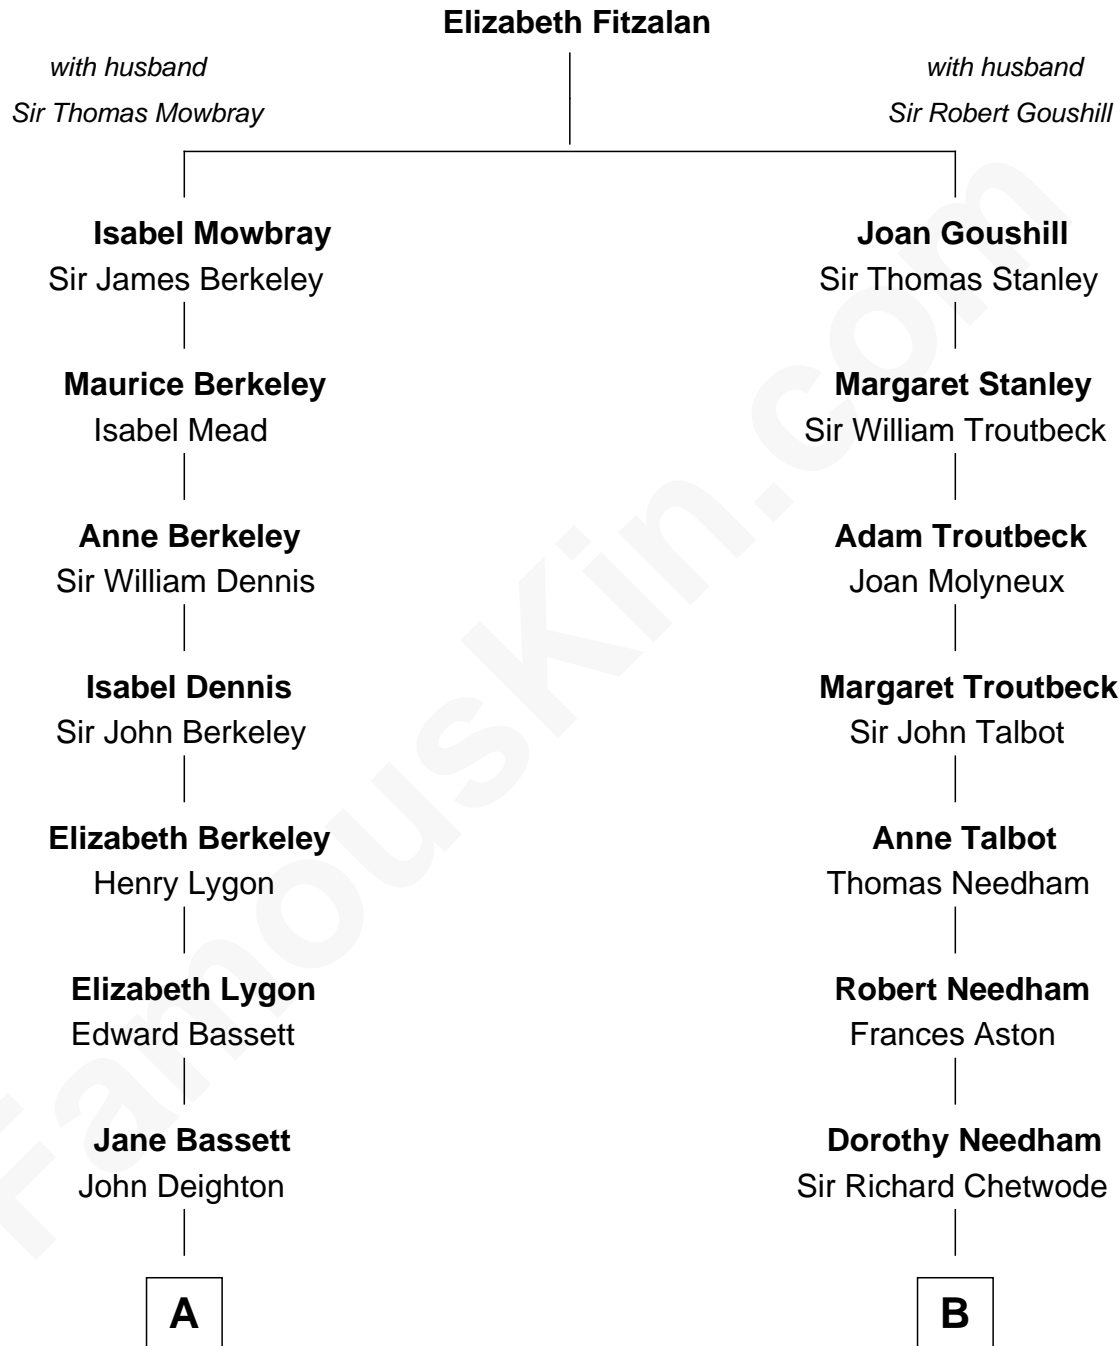 Elizabeth Fitzalan
with husband
Sir Thomas Mowbray
with husband
Sir Robert Goushill
Isabel Mowbray
Sir James Berkeley
Joan Goushill
Sir Thomas Stanley
Maurice Berkeley
Isabel Mead
Margaret Stanley
Sir William Troutbeck
Anne Berkeley
Sir William Dennis
Adam Troutbeck
Joan Molyneux
Isabel Dennis
Sir John Berkeley
Margaret Troutbeck
Sir John Talbot
Elizabeth Berkeley
Henry Lygon
Anne Talbot
Thomas Needham
Elizabeth Lygon
Edward Bassett
Robert Needham
Frances Aston
Jane Bassett
John Deighton
Dorothy Needham
Sir Richard Chetwode
A
B
FamousKin.com